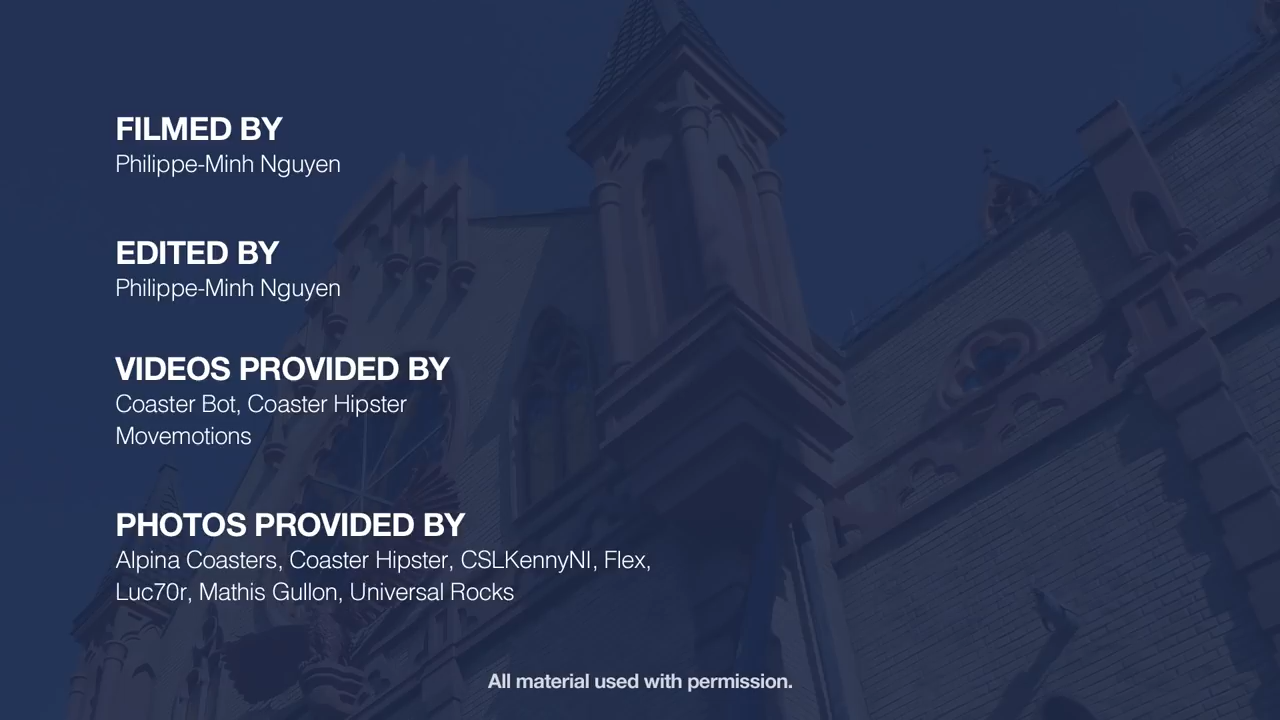 FILMED BY
Philippe-Minh Nguyen
EDITED BY
Philippe-Minh Nguyen
VIDEOS PROVIDED BY
Coaster Bot, Coaster Hipster
Movemotions
PHOTOS PROVIDED BY
Alpina Coasters, Coaster Hipster, CSLKennyNI, Flex,
Luc70r, Mathis Gullon, Universal Rocks
All material used with permission.